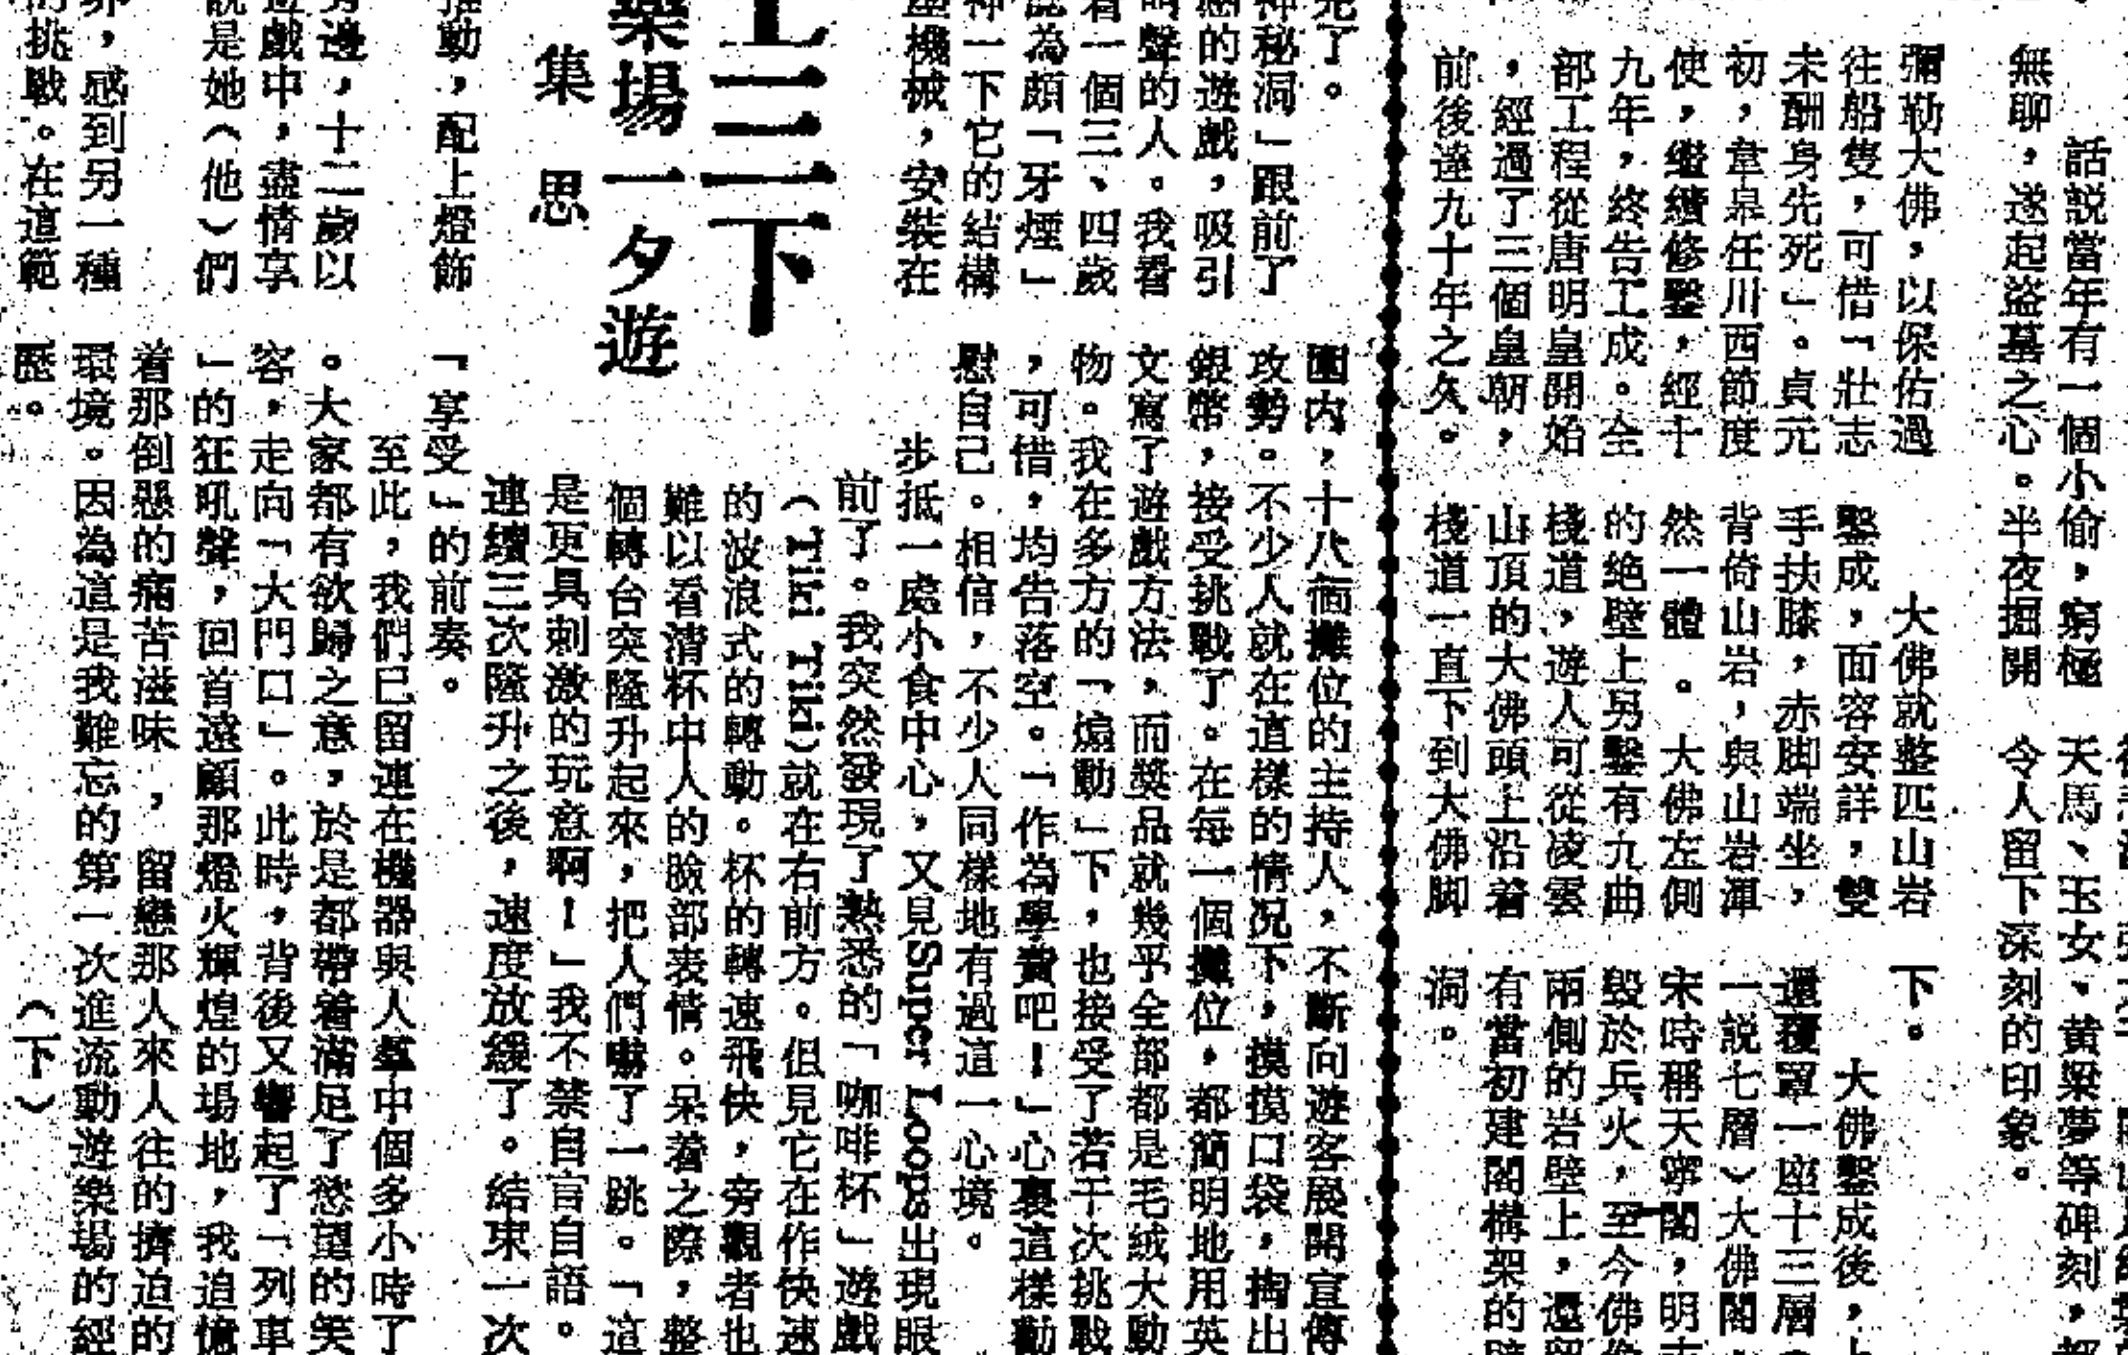 話説當年有一個小偷，窮極
無聊，遂起盜墓之心。半夜掘開
天馬、玉女、黃粱夢等碑刻，都
令人留下深刻的印象。
彌勒大佛，以保佑過
往船隻，可惜「壯志
未酬身先死」。貞元
初，韋臯任川西節度
使，繼續修鑿，經十
九年，終告工成。全
部工程從唐明皇開始
，經過了三個皇朝，
前後達九十年之久。
大佛就整匹山岩
鑿成，面容安詳，雙
手扶膝，赤脚端坐，
背倚山岩，與山岩渾
然一體。大佛左側
的绝壁上另鑿有九曲
棧道，遊人可從凌雲
山頂的大佛頭上沿着
棧道一直下到大佛脚
下。
大佛鑿成後，
還覆罩一座十三層
一説七層）大佛閣
宋時稱天寧閣，明
毀於兵火，至今佛
兩側的岩壁上，還留
有當初建閣構架的
洞。
三三下
樂場一夕遊
集思
完了。
神秘洞」跟前了
的遊戲，吸引
叫聲的人。我看
着一個三、四歲
為頗「牙煙」
神一下它的結構
機械，安裝在
推動，配上燈飾
旁邊，十二歲以
遊戲中，盡情享
説是她（他）們
，感到另一種
的挑戰。在這範
圍内，十八個攤位的主持人，不斷向遊客展開宣傳
攻勢。不少人就在這樣的情況下，摸摸口袋，掏出
銀幣，接受挑戰了。在每一個攤位，都簡明地用英
文寫了遊戲方法，而獎品就幾乎全部都是毛絨大動
物。我在多方的「煽動」下，也接受了若干次挑戰
，可惜，均告落空。「作為學費吧！」心裏這樣勸
慰自己。相信，不少人同樣地有過這一心境。
步抵一處小食中心，又見Super Loops出現眼
前了。我突然發現了熟悉的「咖啡杯」遊戲
（Tiki Tiki）就在右前方。但見它在作快速
的波浪式的轉動。杯的轉速飛快，旁觀者也
難以看清杯中人的臉部表情。呆着之際，整
個轉台突隆升起來，把人們嚇了一跳。「這
是更具刺激的玩意啊！」我不禁自言自語。
連續三次隆升之後，速度放緩了。結束一次
「享受」的前奏。
至此，我們已留連在機器與人羣中個多小時了
。大家都有欲歸之意，於是都帶着滿足了慾望的笑
容，走向「大門口」。此時，背後又響起了「列車
」的狂吼聲，回首遠顧那燈火輝煌的場地，我追憶
着那倒懸的痛苦滋味，留戀那人來人往的擠迫的
環境。因為這是我難忘的第一次進流動遊樂場的經
歷。
（下）